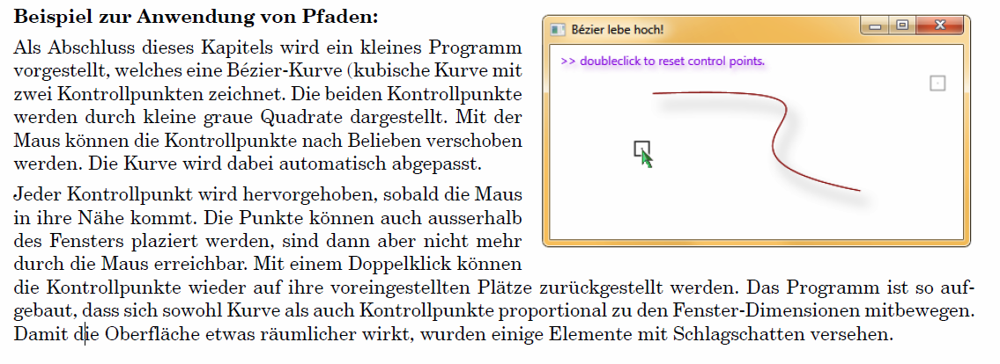 Beispiel zur Anwendung von Pfaden:
Als Abschluss dieses Kapitels wird ein kleines Programm
vorgestellt, welches eine Bézier-Kurve (kubische Kurve mit
zwei Kontrollpunkten zeichnet. Die beiden Kontrollpunkte
werden durch kleine graue Quadrate dargestellt. Mit der
Maus können die Kontrollpunkte nach Belieben verschoben
werden. Die Kurve wird dabei automatisch abgepasst.
Jeder Kontrollpunkt wird hervorgehoben, sobald die Maus
in ihre Nähe kommt. Die Punkte können auch ausserhalb
des Fensters plaziert werden, sind dann aber nicht mehr
durch die Maus erreichbar. Mit einem Doppelklick können
die Kontrollpunkte wieder auf ihre voreingestellten Plätze zurückgestellt werden. Das Programm ist so auf-
gebaut, dass sich sowohl Kurve als auch Kontrollpunkte proportional zu den Fenster-Dimensionen mitbewegen.
Damit die Oberfläche etwas räumlicher wirkt, wurden einige Elemente mit Schlagschatten versehen.
Bézier lebe hoch!
>> doubleclick to reset control points.